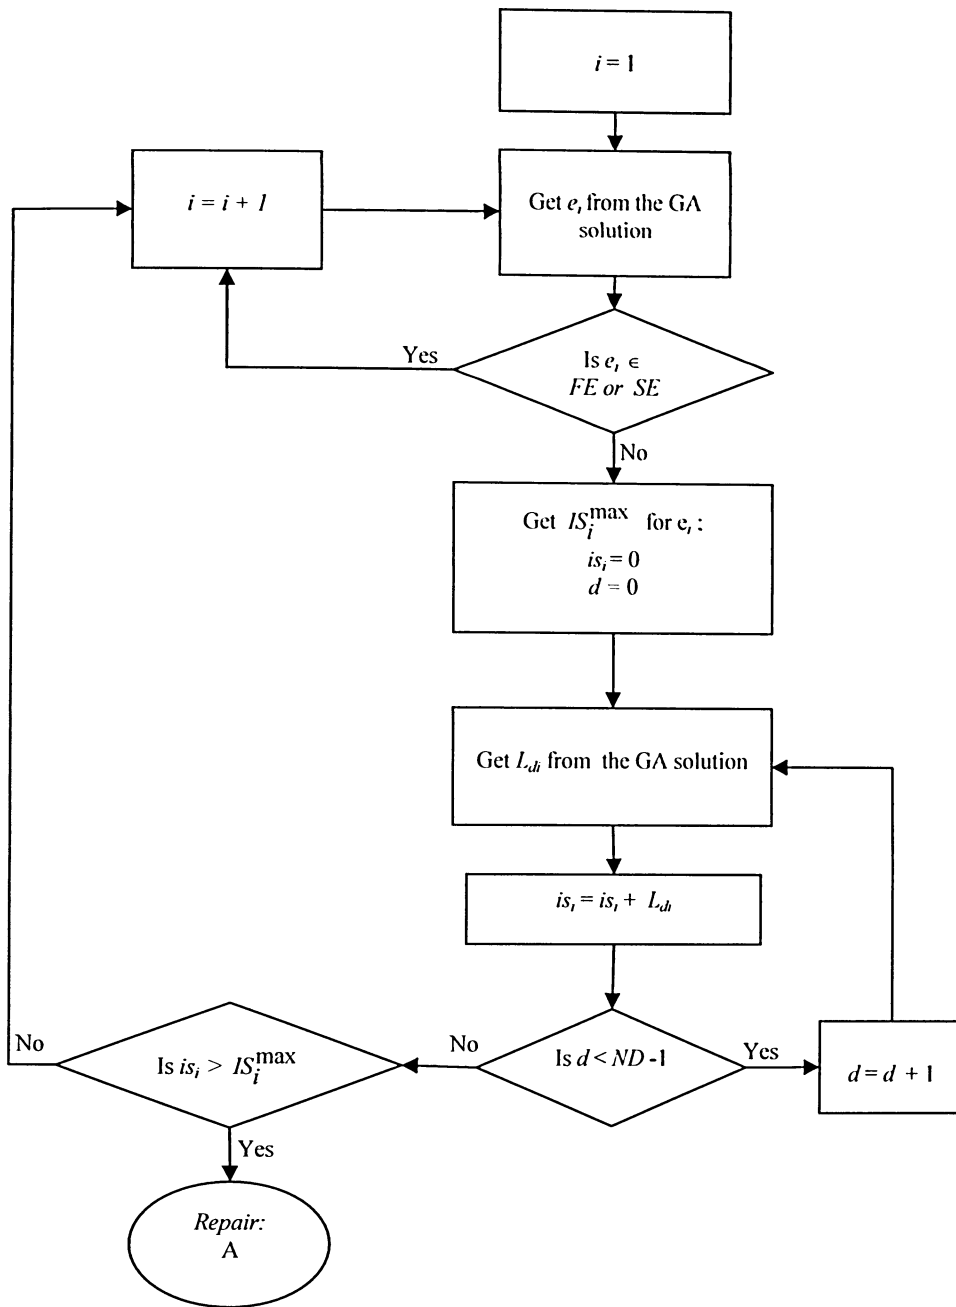 i = 1
i = i + 1
Get e_i from the GA
solution
Yes
Is e_i ∈
FE or SE
No
Get IS_i^max for e_i ;
is_i = 0
d = 0
Get L_di from the GA solution
is_i = is_i + L_di
No
Is is_i > IS_i^max
No
Is d < ND -1
Yes
d = d + 1
Yes
Repair:
A